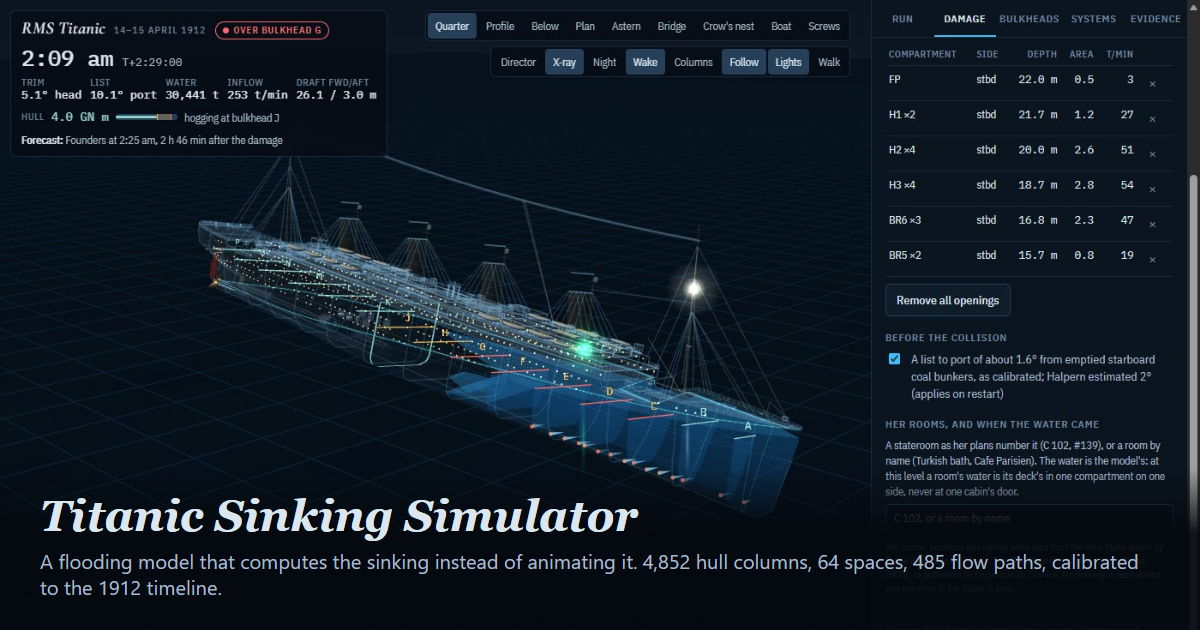 RMS Titanic 14–15 APRIL 1912 OVER BULKHEAD G
2:09 am T+2:29:00
TRIM LIST WATER INFLOW DRAFT FWD/AFT
5.1° head 10.1° port 30,441 t 253 t/min 26.1 / 3.0 m
HULL 4.0 GN m hogging at bulkhead J
Forecast: Founders at 2:25 am, 2 h 46 min after the damage
Quarter Profile Below Plan Astern Bridge Crow's nest Boat Screws
Director X-ray Night Wake Columns Follow Lights Walk
RUN DAMAGE BULKHEADS SYSTEMS EVIDENCE
COMPARTMENT SIDE DEPTH AREA T/MIN
FP stbd 22.0 m 0.5 3 ×
H1 ×2 stbd 21.7 m 1.2 27 ×
H2 ×4 stbd 20.0 m 2.6 51 ×
H3 ×4 stbd 18.7 m 2.8 54 ×
BR6 ×3 stbd 16.8 m 2.3 47 ×
BR5 ×2 stbd 15.7 m 0.8 19 ×
Remove all openings
BEFORE THE COLLISION
A list to port of about 1.6° from emptied starboard
coal bunkers, as calibrated; Halpern estimated 2°
(applies on restart)
HER ROOMS, AND WHEN THE WATER CAME
A stateroom as her plans number it (C 102, #139), or a room by
name (Turkish bath, Cafe Parisien). The water is the model's: at
this level a room's water is its deck's in one compartment on one
side, never at one cabin's door.
C 102, or a room by name
J
H
G
F
E
D
C
B
A
Titanic Sinking Simulator
A flooding model that computes the sinking instead of animating it. 4,852 hull columns, 64 spaces, 485 flow paths, calibrated
to the 1912 timeline.